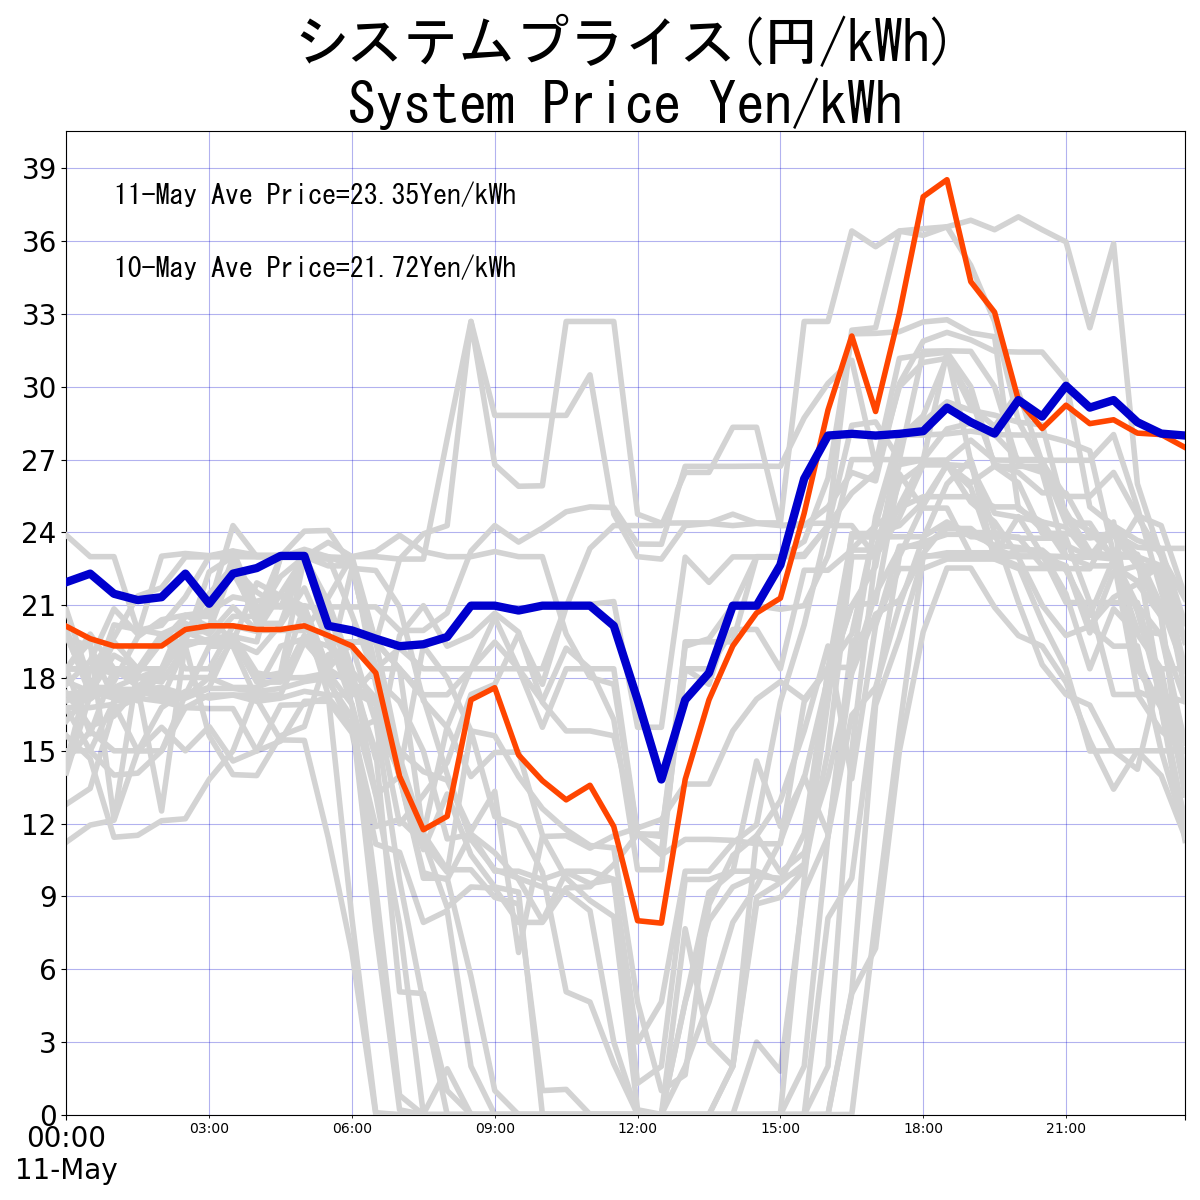 システムプライス(円/kWh)
System Price Yen/kWh
39
11-May Ave Price=23.35Yen/kWh
36
10-May Ave Price=21.72Yen/kWh
33
30
27
24
21
18
15
12
9
6
3
0
00:00 03:00 06:00 09:00 12:00 15:00 18:00 21:00
11-May